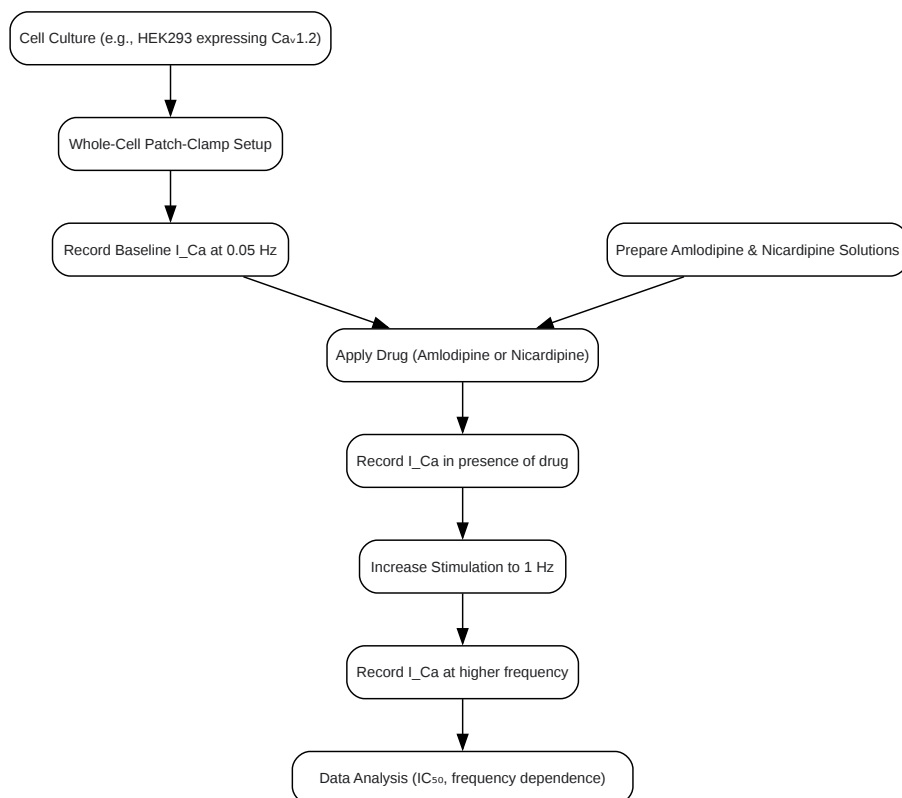 Cell Culture (e.g., HEK293 expressing Caᵥ1.2)
Whole-Cell Patch-Clamp Setup
Record Baseline I_Ca at 0.05 Hz
Prepare Amlodipine & Nicardipine Solutions
Apply Drug (Amlodipine or Nicardipine)
Record I_Ca in presence of drug
Increase Stimulation to 1 Hz
Record I_Ca at higher frequency
Data Analysis (IC₅₀, frequency dependence)